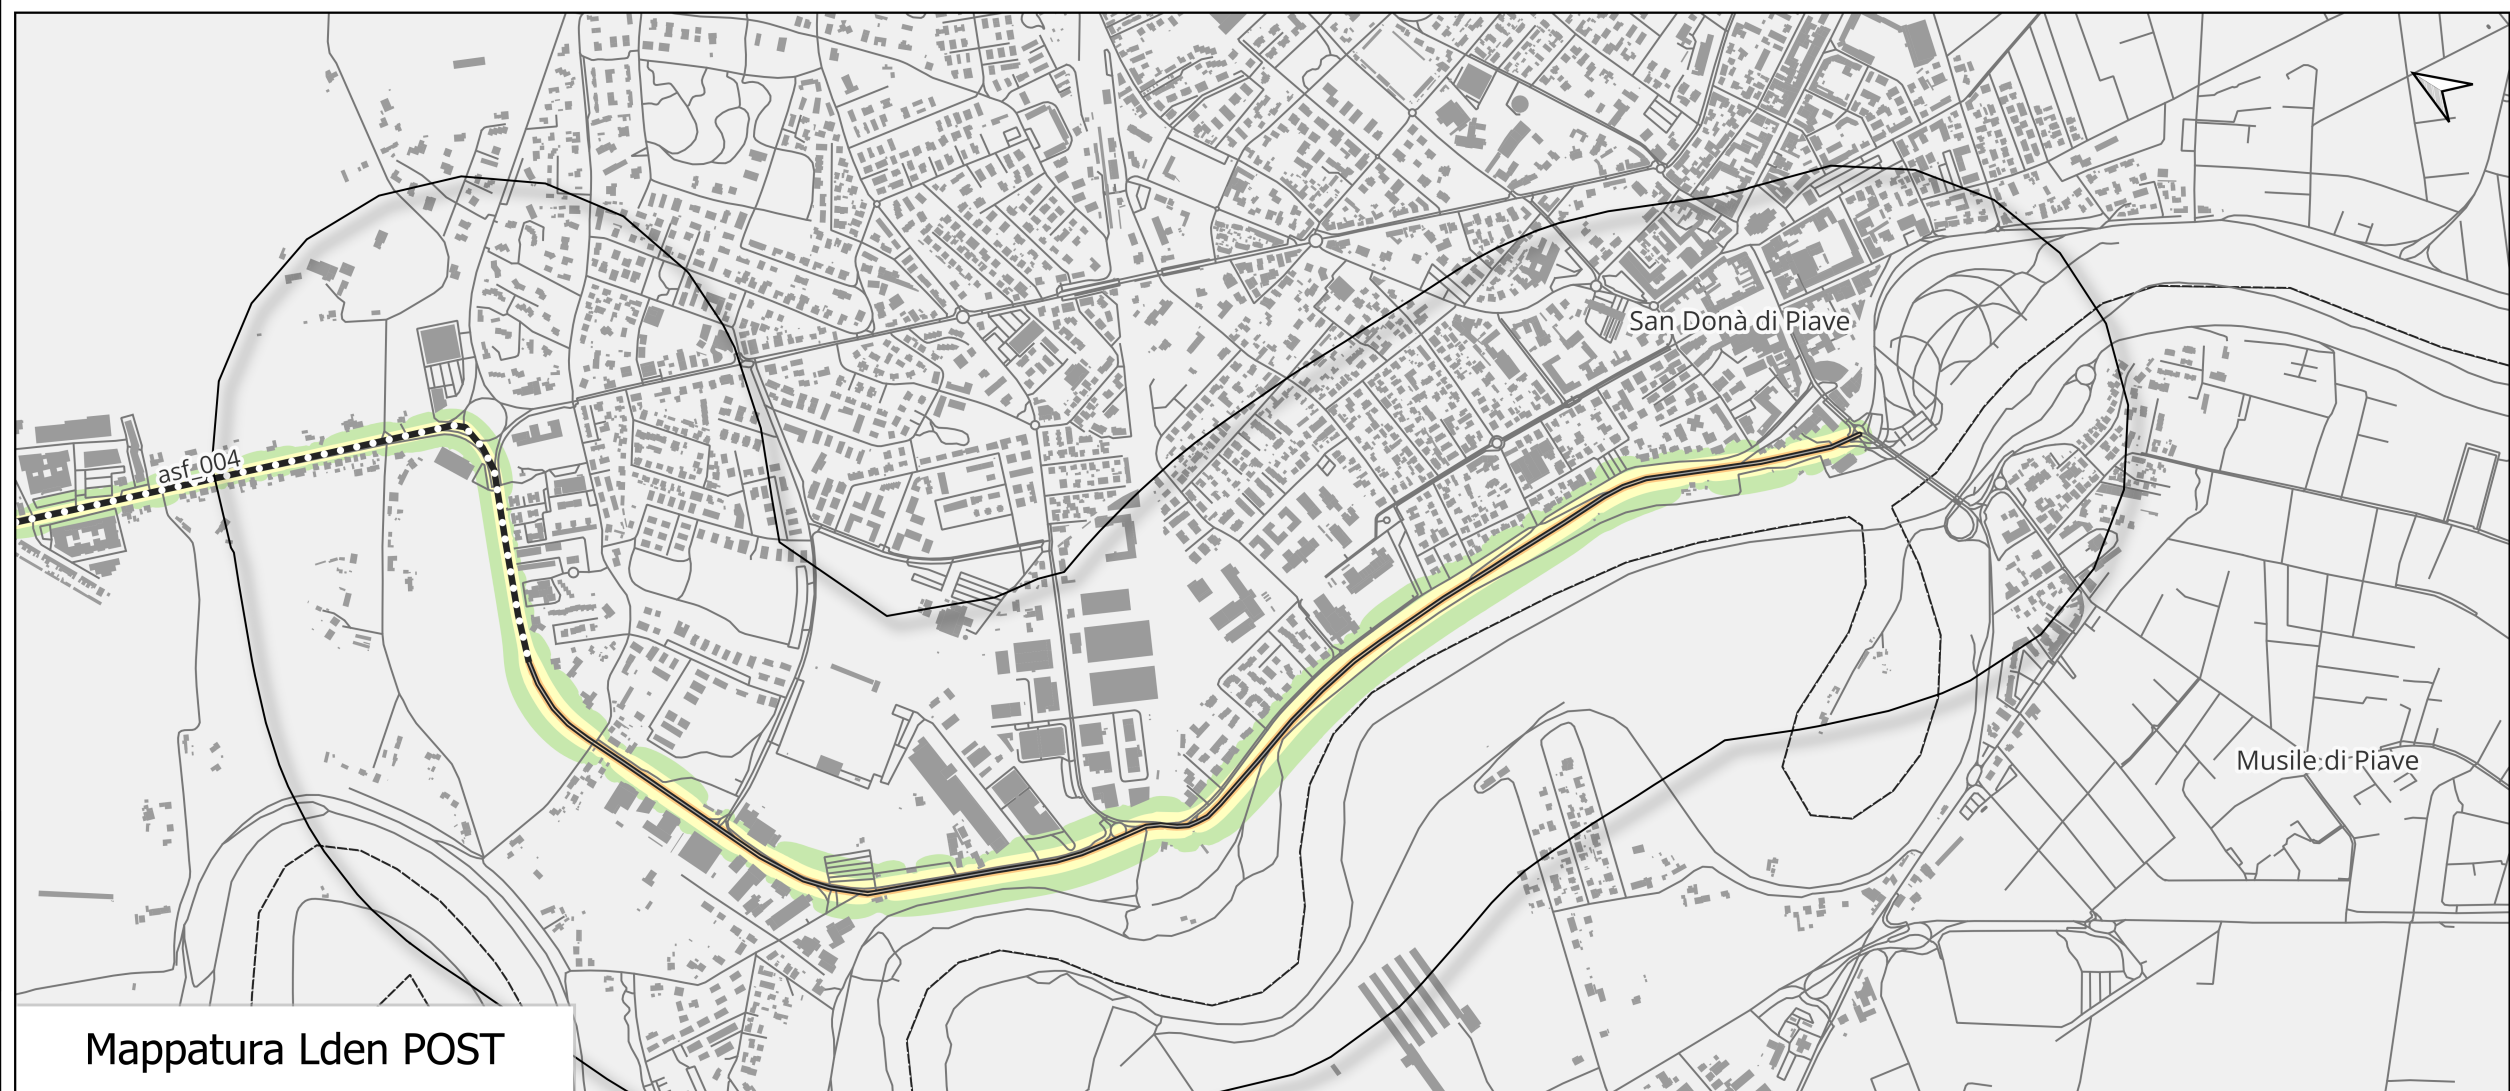 San Donà di Piave
asf_004
Musile di Piave
Mappatura Lden POST